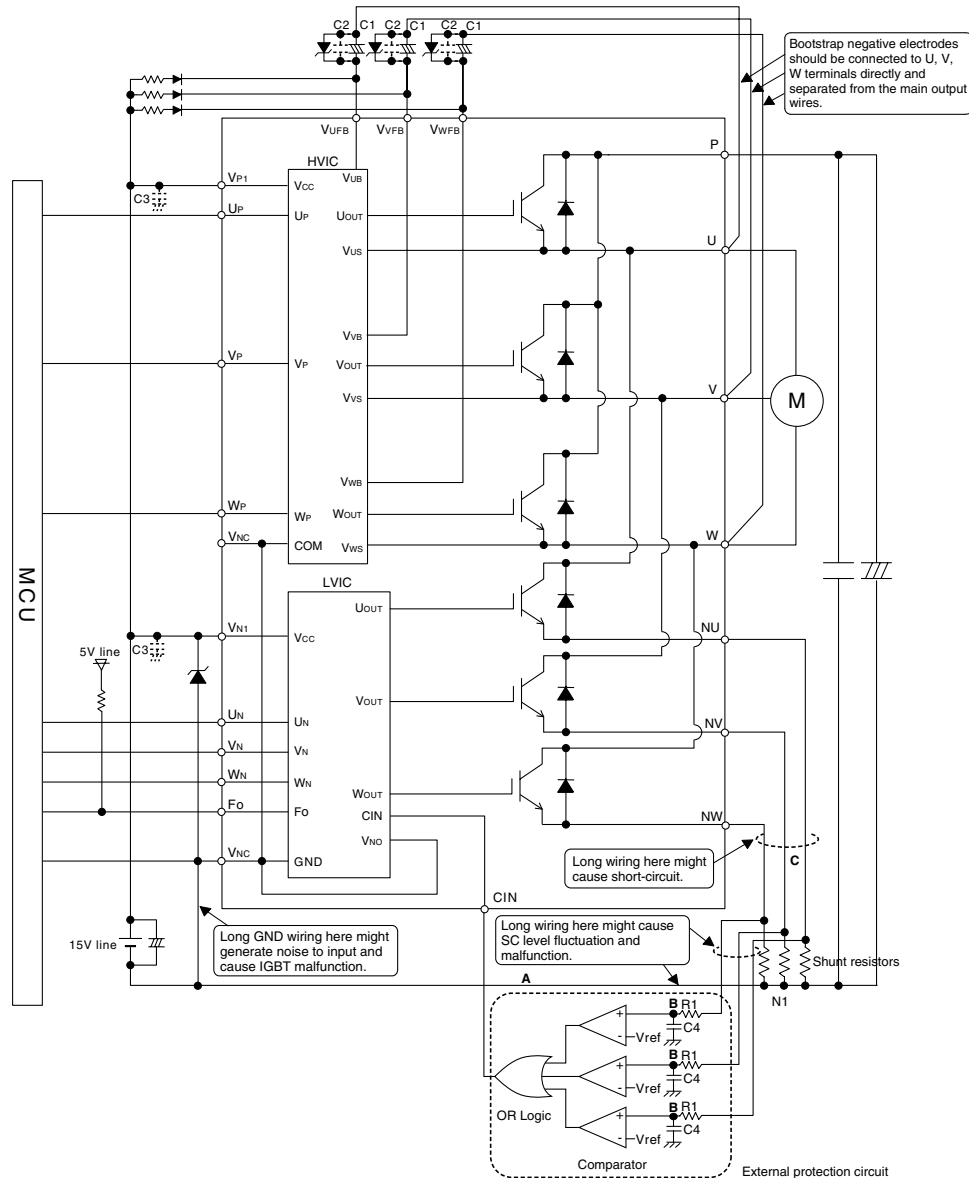 C2 C1 C2 C1 C2 C1
Bootstrap negative electrodes
should be connected to U, V,
W terminals directly and
separated from the main output
wires.
VUFB VVFB VWFB
P
HVIC
VP1
VCC
VUB
C3
UP
UP
UOUT
U
VUS
VVB
VP
VP
VOUT
V
VVS
M
VWB
WP
WP
WOUT
VNC
COM
VWS
W
MCU
LVIC
UOUT
VN1
VCC
NU
5V line
C3
VOUT
UN
UN
NV
VN
VN
WN
WN
WOUT
Fo
Fo
CIN
NW
VNO
VNC
GND
Long wiring here might
cause short-circuit.
C
CIN
15V line
Long GND wiring here might
generate noise to input and
cause IGBT malfunction.
Long wiring here might cause
SC level fluctuation and
malfunction.
Shunt resistors
A
N1
B R1
+
-
Vref
C4
B R1
+
-
Vref
C4
B R1
+
-
Vref
C4
OR Logic
Comparator
External protection circuit